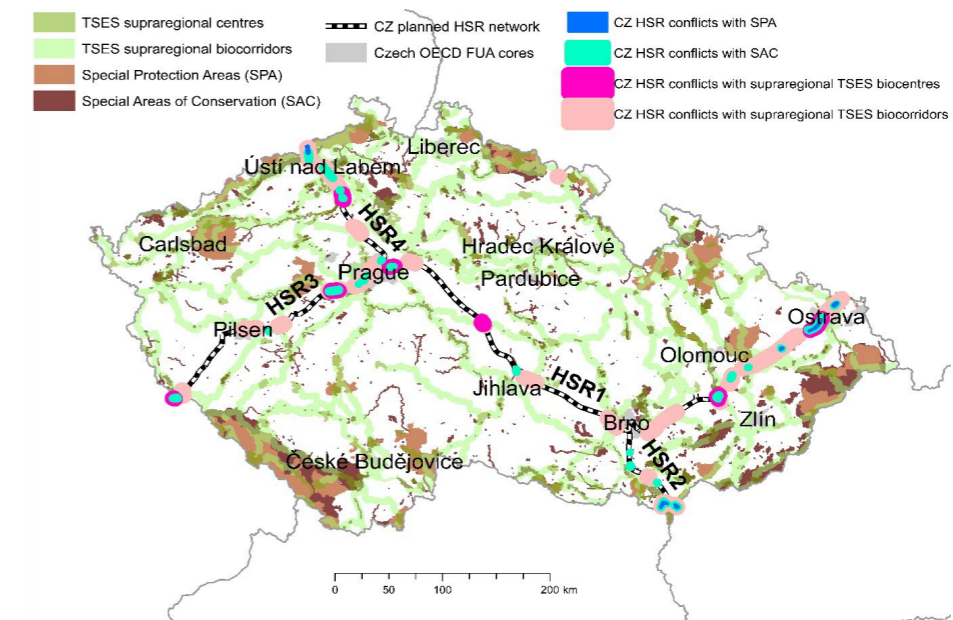 TSES supraregional centres
TSES supraregional biocorridors
Special Protection Areas (SPA)
Special Areas of Conservation (SAC)
CZ planned HSR network
Czech OECD FUA cores
CZ HSR conflicts with SPA
CZ HSR conflicts with SAC
CZ HSR conflicts with supraregional TSES biocentres
CZ HSR conflicts with supraregional TSES biocorridors
Liberec
Ústí nad Labem
HSR4
Carlsbad
Hradec Králové
Prague
Pardubice
HSR3
Pilsen
Ostrava
Olomouc
Jihlava
HSR1
Brno
Zlín
HSR2
České Budějovice
0 50 100 200 km